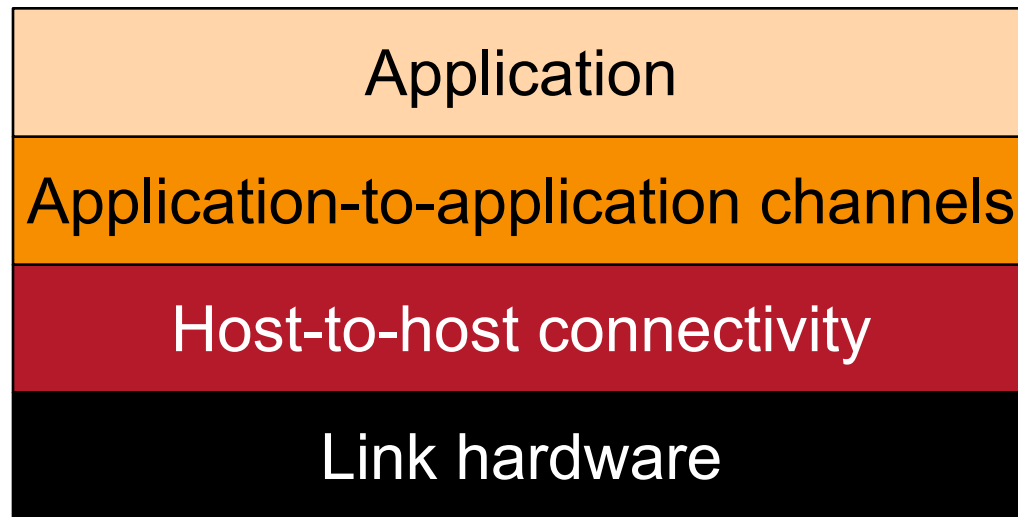 Application
Application-to-application channels
Host-to-host connectivity
Link hardware